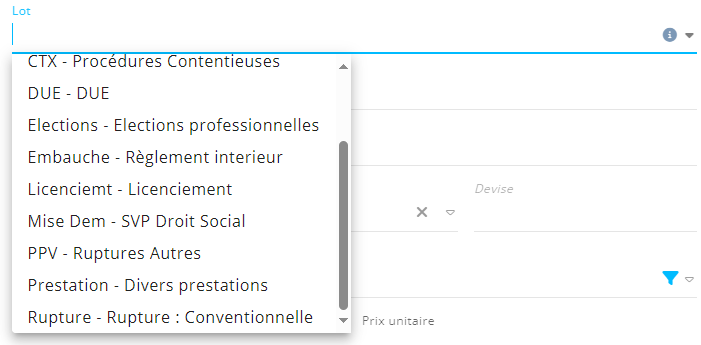 Lot
CTX - Procédures Contentieuses
DUE - DUE
Elections - Elections professionnelles
Embauche - Règlement interieur
Licenciemt - Licenciement
Devise
Mise Dem - SVP Droit Social
PPV - Ruptures Autres
Prestation - Divers prestations
Rupture - Rupture : Conventionnelle
Prix unitaire